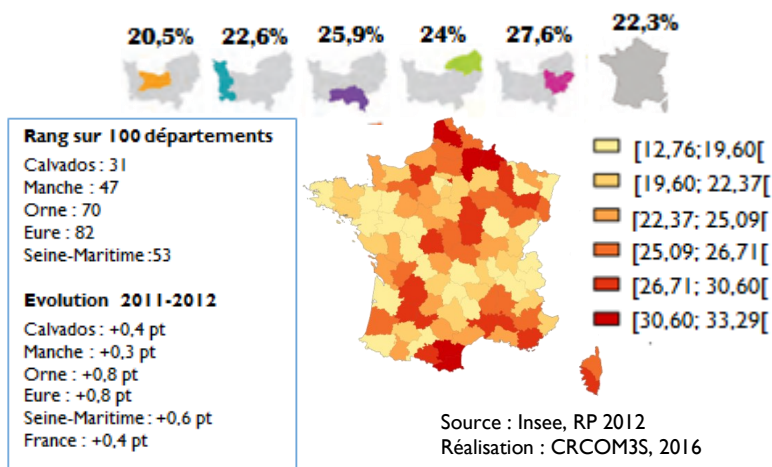 20,5% 22,6% 25,9% 24% 27,6% 22,3%
Rang sur 100 départements
Calvados : 31
Manche : 47
Orne : 70
Eure : 82
Seine-Maritime :53
Evolution 2011-2012
Calvados : +0,4 pt
Manche : +0,3 pt
Orne : +0,8 pt
Eure : +0,8 pt
Seine-Maritime : +0,6 pt
France : +0,4 pt
[12,76;19,60[
[19,60; 22,37[
[22,37; 25,09[
[25,09; 26,71[
[26,71; 30,60[
[30,60; 33,29[
Source : Insee, RP 2012
Réalisation : CRCOM3S, 2016